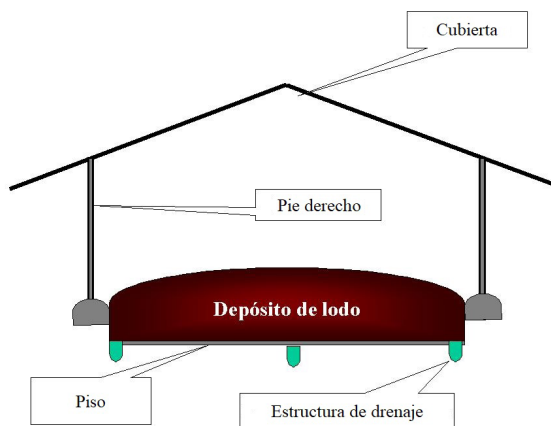 Cubierta
Pie derecho
Depósito de lodo
Piso
Estructura de drenaje